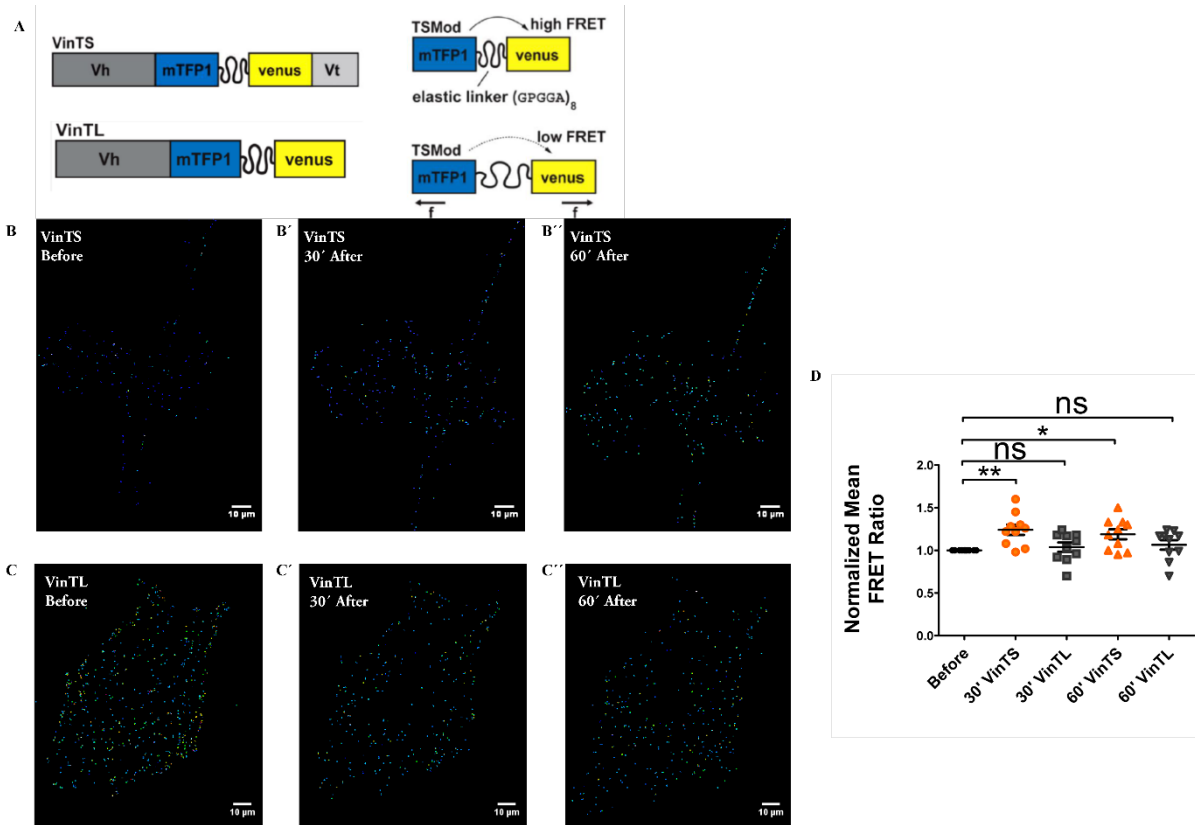 A
VinTS
Vh mTFP1 venus Vt
VinTL
Vh mTFP1 venus
TSMod high FRET
mTFP1 venus
elastic linker (GPGGA)8
low FRET
TSMod
mTFP1 venus
f f
B
VinTS
Before
10 µm
B´
VinTS
30´ After
10 µm
B´´
VinTS
60´ After
10 µm
C
VinTL
Before
10 µm
C´
VinTL
30´ After
10 µm
C´´
VinTL
60´ After
10 µm
D
ns
*
ns
**
Normalized Mean
FRET Ratio
2.0
1.5
1.0
0.5
0.0
Before
30' VinTS
30' VinTL
60' VinTS
60' VinTL